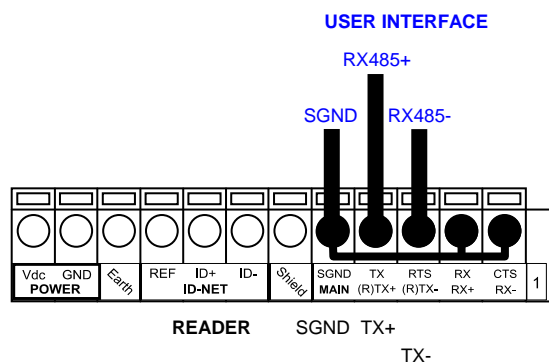 USER INTERFACE
RX485+
SGND RX485-
Vdc GND Earth REF ID+ ID- Shield SGND TX RTS RX CTS 1
POWER ID-NET MAIN (R)TX+ (R)TX- RX+ RX-
READER SGND TX+
TX-